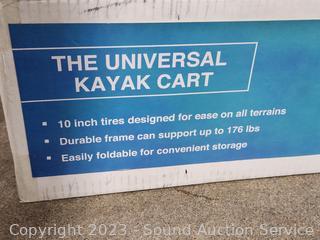 THE UNIVERSAL
KAYAK CART
▪ 10 inch tires designed for ease on all terrains
▪ Durable frame can support up to 176 lbs
▪ Easily foldable for convenient storage
Copyright 2023 - Sound Auction Service